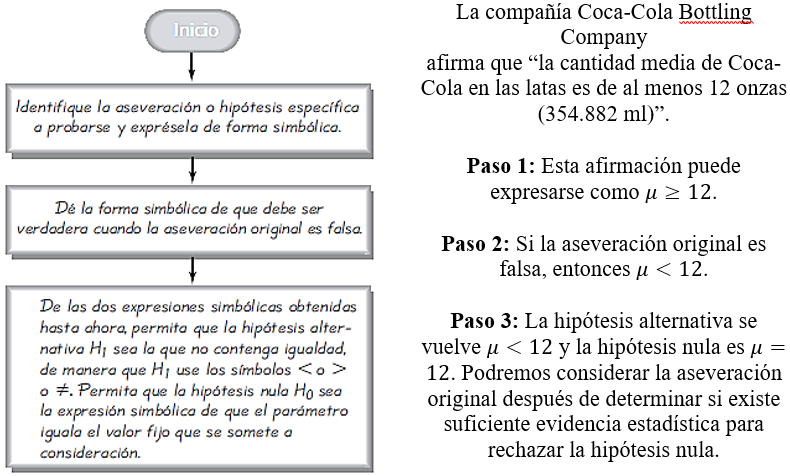 Inicio
Identifique la aseveración o hipótesis específica
a probarse y exprésela de forma simbólica.
Dé la forma simbólica de que debe ser
verdadera cuando la aseveración original es falsa.
De las dos expresiones simbólicas obtenidas
hasta ahora, permita que la hipótesis alter-
nativa H₁ sea la que no contenga igualdad,
de manera que H₁ use los símbolos < o >
o ≠. Permita que la hipótesis nula H₀ sea
la expresión simbólica de que el parámetro
iguala el valor fijo que se somete a
consideración.
La compañía Coca-Cola Bottling
Company
afirma que “la cantidad media de Coca-
Cola en las latas es de al menos 12 onzas
(354.882 ml)”.
Paso 1: Esta afirmación puede
expresarse como μ ≥ 12.
Paso 2: Si la aseveración original es
falsa, entonces μ < 12.
Paso 3: La hipótesis alternativa se
vuelve μ < 12 y la hipótesis nula es μ =
12. Podremos considerar la aseveración
original después de determinar si existe
suficiente evidencia estadística para
rechazar la hipótesis nula.